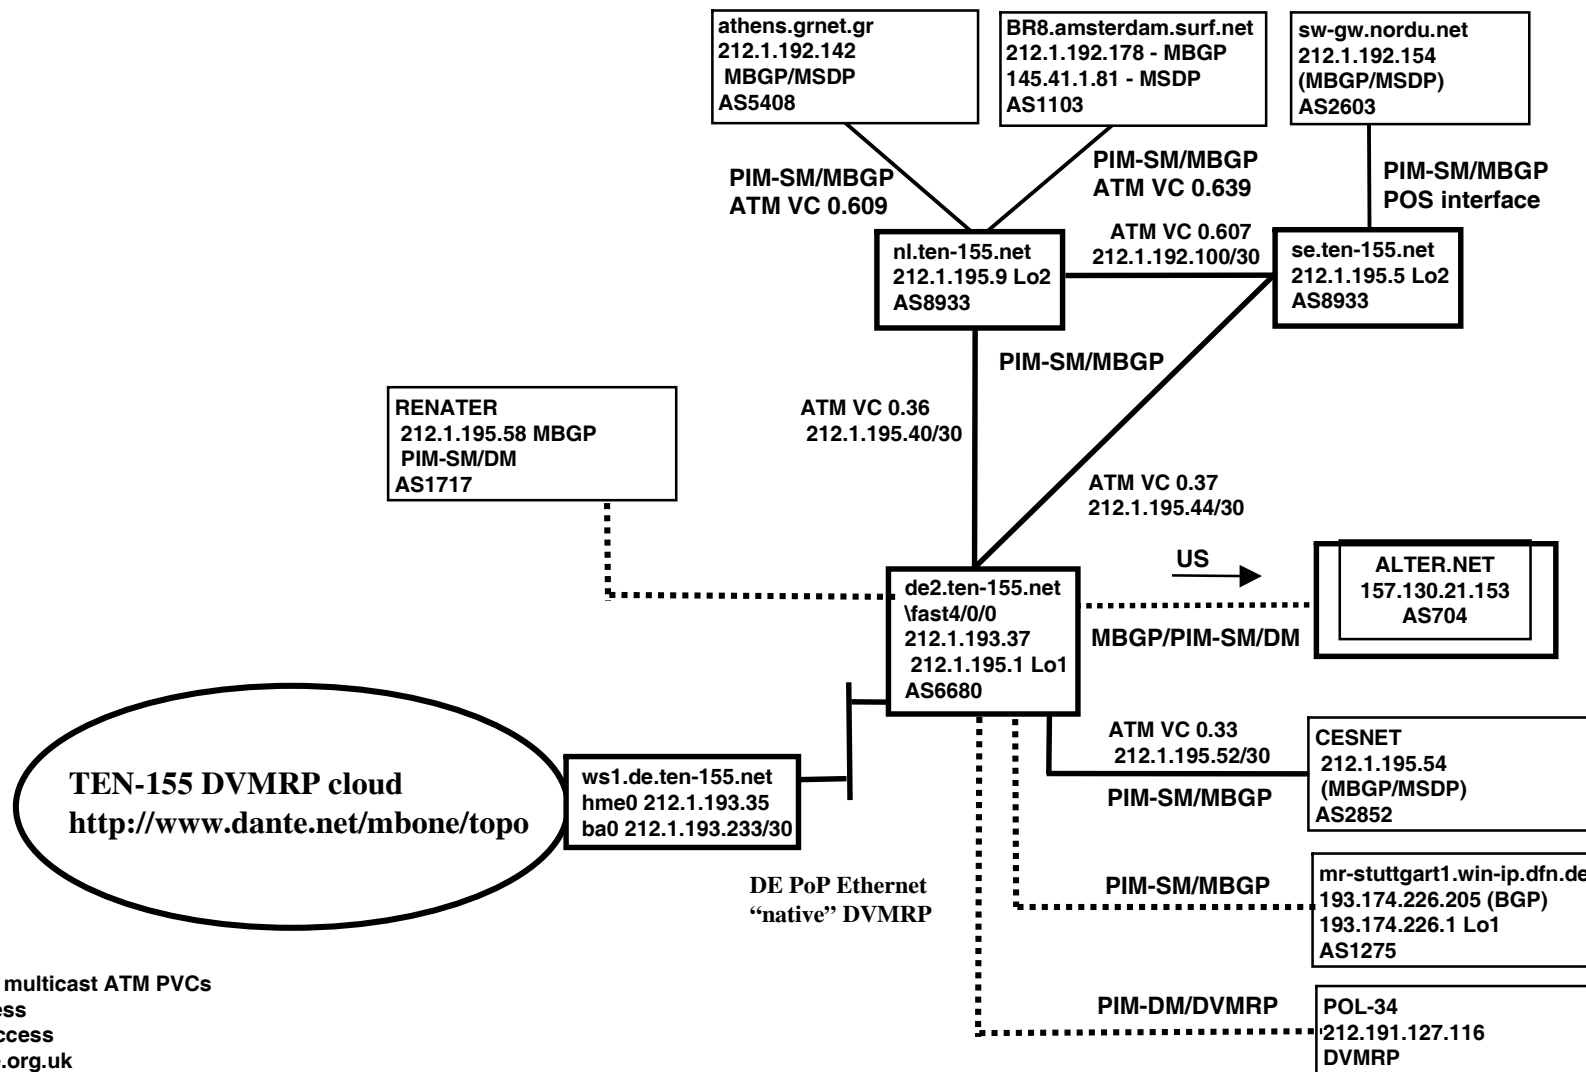 athens.grnet.gr
212.1.192.142
MBGP/MSDP
AS5408
BR8.amsterdam.surf.net
212.1.192.178 - MBGP
145.41.1.81 - MSDP
AS1103
sw-gw.nordu.net
212.1.192.154
(MBGP/MSDP)
AS2603
PIM-SM/MBGP
ATM VC 0.609
PIM-SM/MBGP
ATM VC 0.639
PIM-SM/MBGP
POS interface
nl.ten-155.net
212.1.195.9 Lo2
AS8933
ATM VC 0.607
212.1.192.100/30
se.ten-155.net
212.1.195.5 Lo2
AS8933
PIM-SM/MBGP
RENATER
212.1.195.58 MBGP
PIM-SM/DM
AS1717
ATM VC 0.36
212.1.195.40/30
ATM VC 0.37
212.1.195.44/30
de2.ten-155.net
\fast4/0/0
212.1.193.37
212.1.195.1 Lo1
AS6680
US
MBGP/PIM-SM/DM
ALTER.NET
157.130.21.153
AS704
TEN-155 DVMRP cloud
http://www.dante.net/mbone/topo
ws1.de.ten-155.net
hme0 212.1.193.35
ba0 212.1.193.233/30
DE PoP Ethernet
“native” DVMRP
ATM VC 0.33
212.1.195.52/30
PIM-SM/MBGP
CESNET
212.1.195.54
(MBGP/MSDP)
AS2852
PIM-SM/MBGP
mr-stuttgart1.win-ip.dfn.de
193.174.226.205 (BGP)
193.174.226.1 Lo1
AS1275
PIM-DM/DVMRP
POL-34
212.191.127.116
DVMRP
multicast ATM PVCs
ess
ccess
e.org.uk